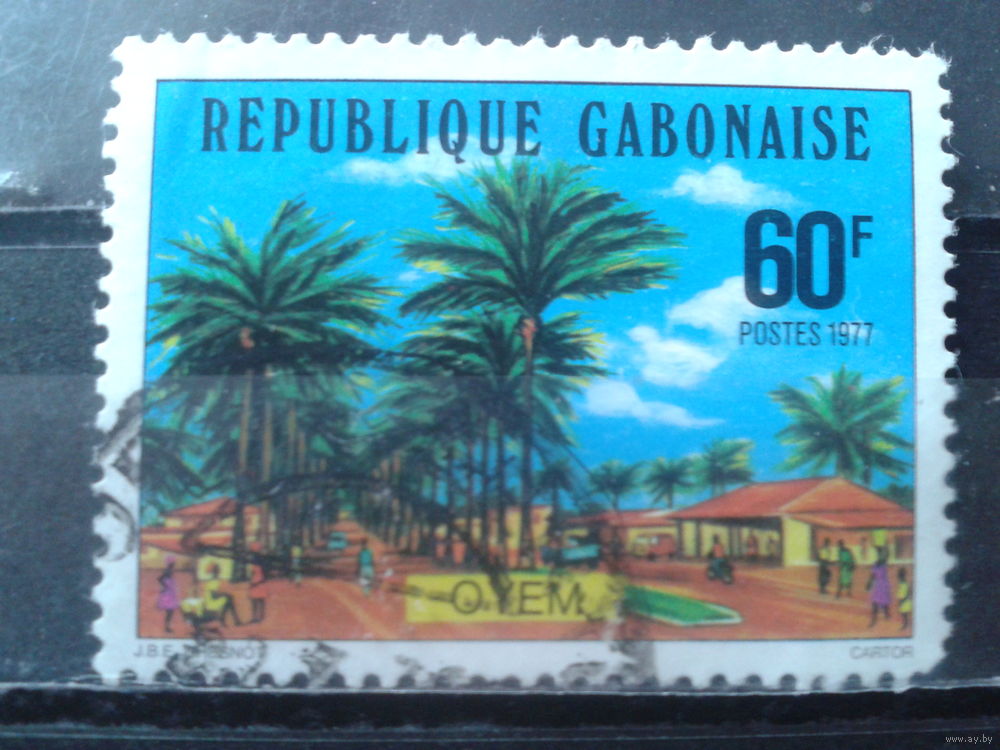 REPUBLIQUE GABONAISE
60F
POSTES 1977
OYEM
J.B.E.
CARTOR
www.ay.by